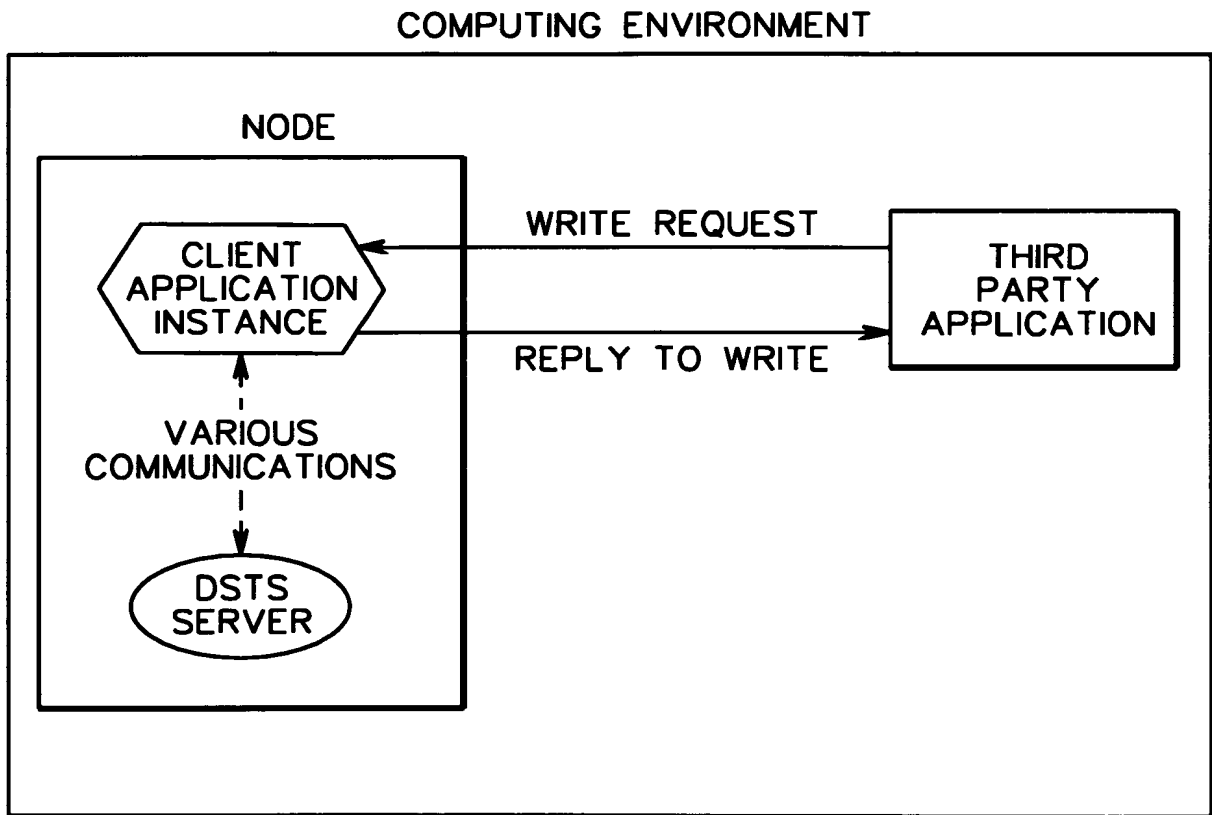 COMPUTING ENVIRONMENT
NODE
CLIENT
APPLICATION
INSTANCE
WRITE REQUEST
REPLY TO WRITE
THIRD
PARTY
APPLICATION
VARIOUS
COMMUNICATIONS
DSTS
SERVER